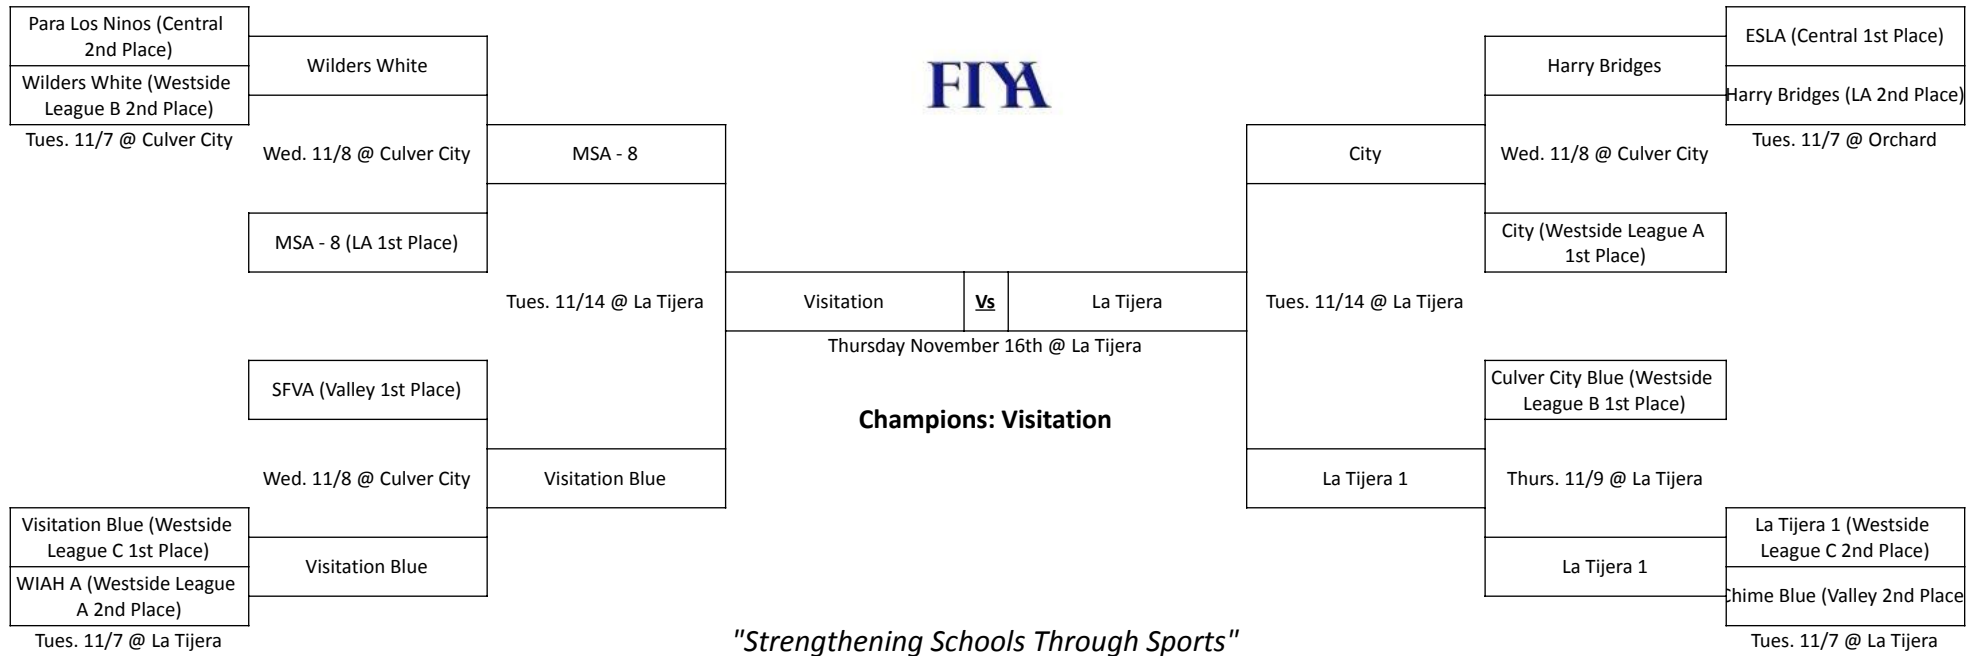 Para Los Ninos (Central
2nd Place)
Wilders White (Westside
League B 2nd Place)
Tues. 11/7 @ Culver City
Wilders White
Wed. 11/8 @ Culver City
MSA - 8 (LA 1st Place)
MSA - 8
Tues. 11/14 @ La Tijera
SFVA (Valley 1st Place)
Wed. 11/8 @ Culver City
Visitation Blue
Visitation Blue (Westside
League C 1st Place)
WIAH A (Westside League
A 2nd Place)
Tues. 11/7 @ La Tijera
Visitation Blue
FIYA
Visitation
Vs
La Tijera
Thursday November 16th @ La Tijera
Champions: Visitation
"Strengthening Schools Through Sports"
City
Tues. 11/14 @ La Tijera
La Tijera 1
Harry Bridges
Wed. 11/8 @ Culver City
City (Westside League A
1st Place)
Culver City Blue (Westside
League B 1st Place)
Thurs. 11/9 @ La Tijera
La Tijera 1
ESLA (Central 1st Place)
Harry Bridges (LA 2nd Place)
Tues. 11/7 @ Orchard
La Tijera 1 (Westside
League C 2nd Place)
Chime Blue (Valley 2nd Place
Tues. 11/7 @ La Tijera